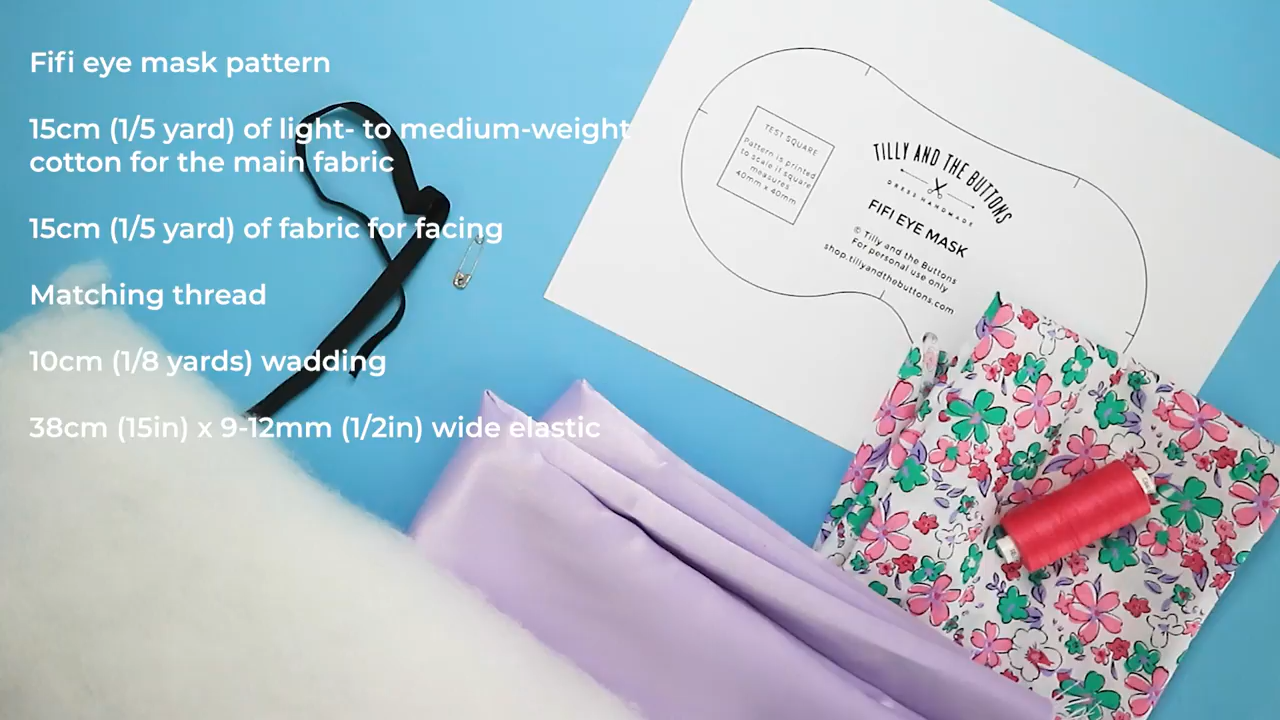 Fifi eye mask pattern
15cm (1/5 yard) of light- to medium-weight
cotton for the main fabric
15cm (1/5 yard) of fabric for facing
Matching thread
10cm (1/8 yards) wadding
38cm (15in) x 9-12mm (1/2in) wide elastic
TEST SQUARE
Pattern is printed
to scale if square
measures
40mm x 40mm
TILLY AND THE BUTTONS
DRESS HANDMADE
FIFI EYE MASK
© Tilly and the Buttons
For personal use only
shop.tillyandthebuttons.com